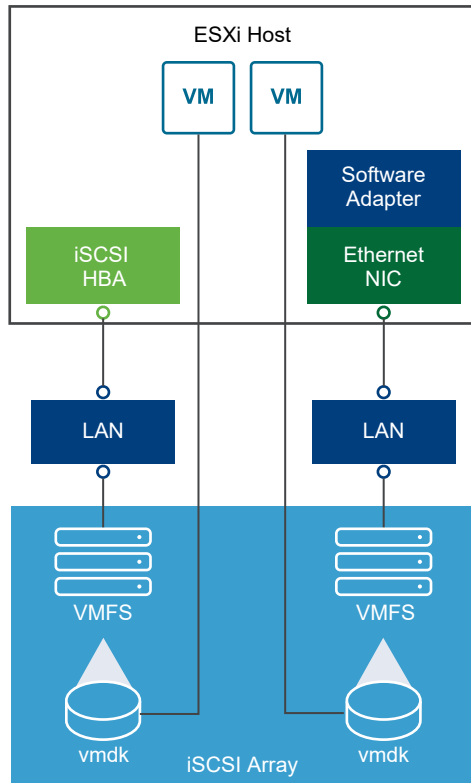 ESXi Host
VM
VM
Software
Adapter
iSCSI
HBA
Ethernet
NIC
LAN
LAN
VMFS
VMFS
vmdk
vmdk
iSCSI Array